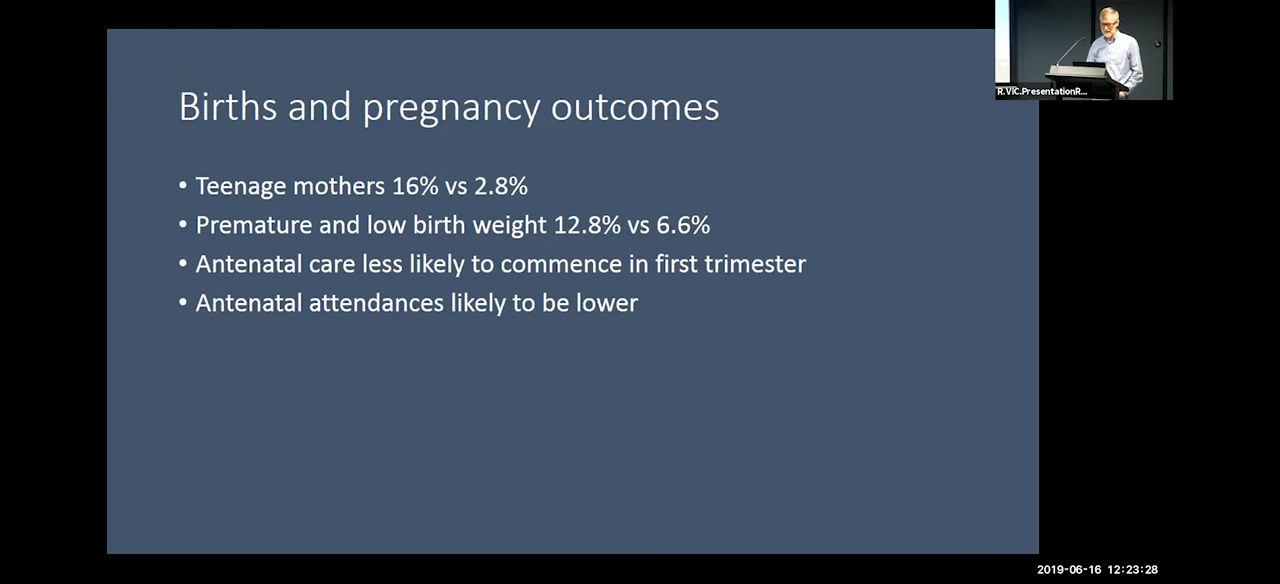 R.VIC.PresentationR...
Births and pregnancy outcomes
• Teenage mothers 16% vs 2.8%
• Premature and low birth weight 12.8% vs 6.6%
• Antenatal care less likely to commence in first trimester
• Antenatal attendances likely to be lower
2019-06-16 12:23:28